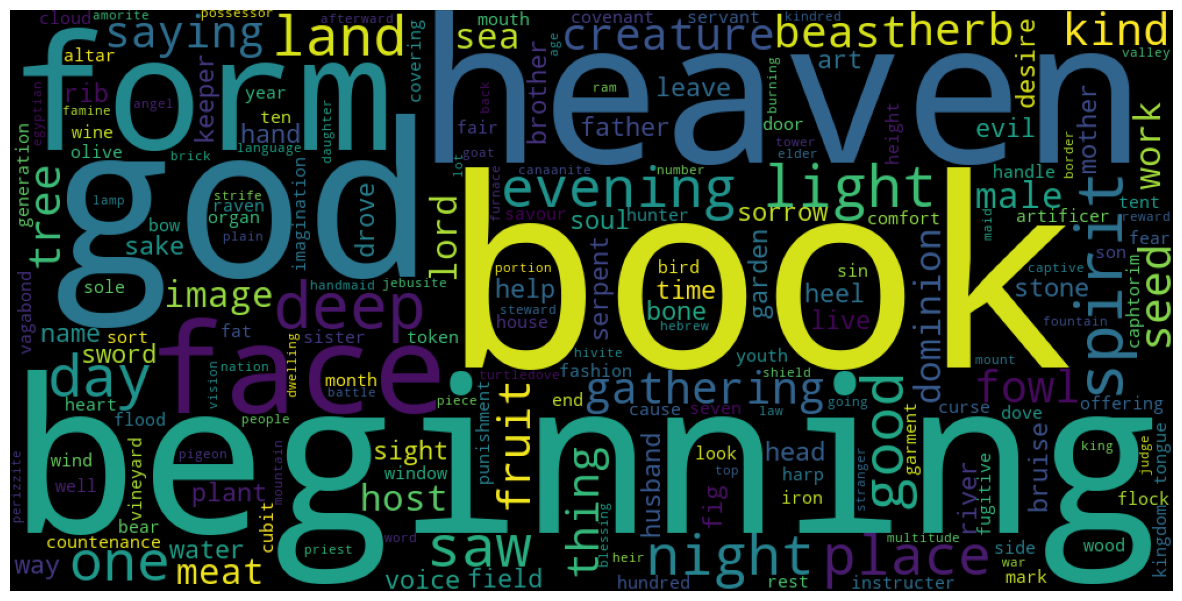 book
beginning
heaven
god
form
face
land
saying
creature
beast
herb
kind
sea
evening
light
lord
spirit
seed
work
deep
image
day
tree
one
saw
night
place
fruit
thing
good
gathering
fowl
dominion
male
host
meat
mother
brother
father
leave
art
desire
evil
mouth
covenant
servant
kindred
cloud
amorite
possessor
afterward
altar
rib
keeper
covering
age
ram
burning
valley
egyptian
famine
angel
year
ten
hand
back
fair
door
height
wine
olive
brick
language
daughter
lot
goat
tower
elder
border
handle
generation
lamp
strife
raven
organ
bow
plain
imagination
drove
canaanite
number
furnace
savour
soul
hunter
sorrow
comfort
maid
tent
artificer
reward
sake
son
fear
sole
handmaid
jebusite
portion
bird
sin
help
time
heel
captive
stone
steward
house
serpent
bone
hebrew
live
garden
fountain
caphtorim
vagabond
name
sort
fat
sister
token
sword
hivite
youth
shield
mount
nation
vision
dwelling
month
battle
turtledove
fashion
heart
flood
people
piece
punishment
end
cause
seven
law
going
curse
dove
offering
king
judge
tongue
perizzite
wind
well
vineyard
pigeon
plant
mountain
sight
window
husband
look
top
head
harp
iron
stranger
garment
river
fugitive
bruise
flock
bear
countenance
cubit
priest
word
blessing
fig
multitude
side
wood
kingdom
way
water
voice
field
heir
hundred
rest
instructer
war
mark